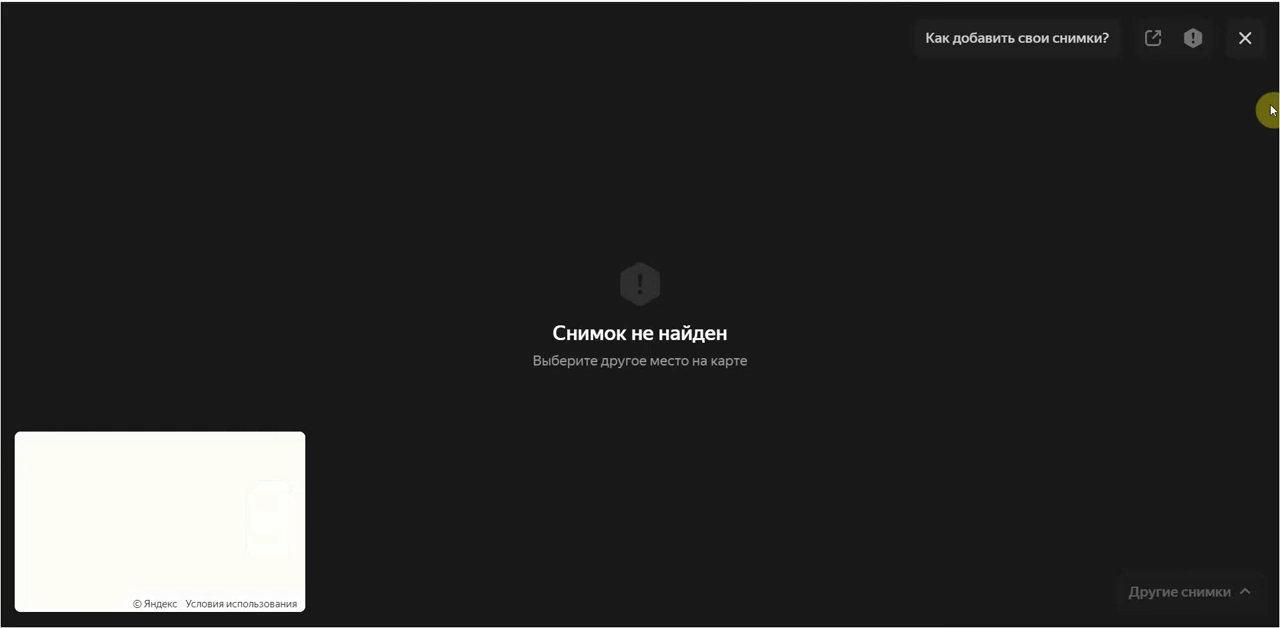 Как добавить свои снимки?
Снимок не найден
Выберите другое место на карте
© Яндекс Условия использования
Другие снимки